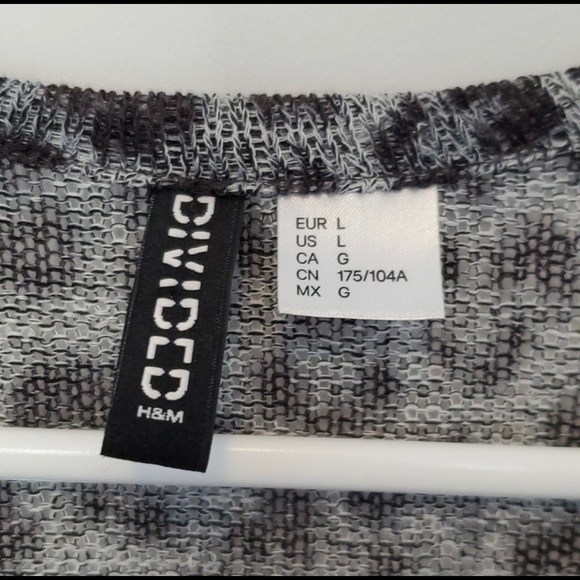 DIVIDED
H&M
EUR L
US L
CA G
CN 175/104A
MX G